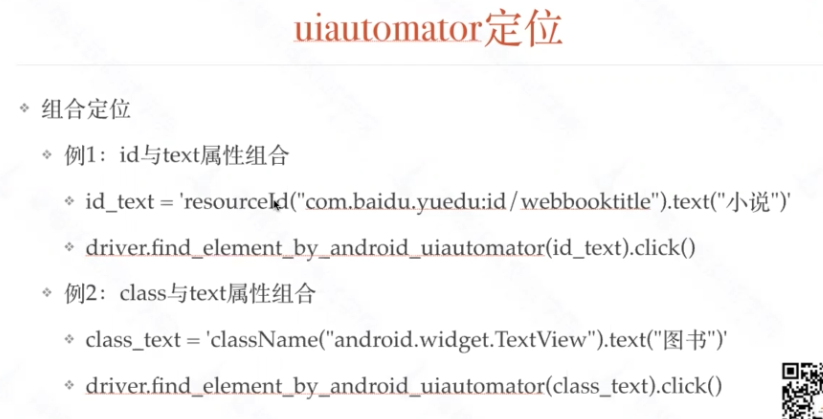 uiautomator定位
组合定位
例1：id与text属性组合
id_text = 'resourceId("com.baidu.yuedu:id/webbooktitle").text("小说")'
driver.find_element_by_android_uiautomator(id_text).click()
例2：class与text属性组合
class_text = 'className("android.widget.TextView").text("图书")'
driver.find_element_by_android_uiautomator(class_text).click()